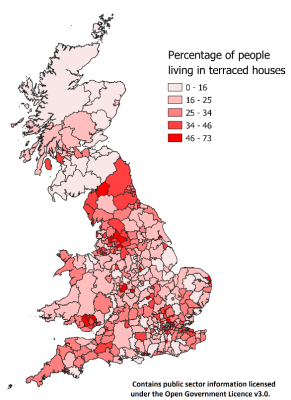 Percentage of people
living in terraced houses
0 - 16
16 - 25
25 - 34
34 - 46
46 - 73
Contains public sector information licensed
under the Open Government Licence v3.0.